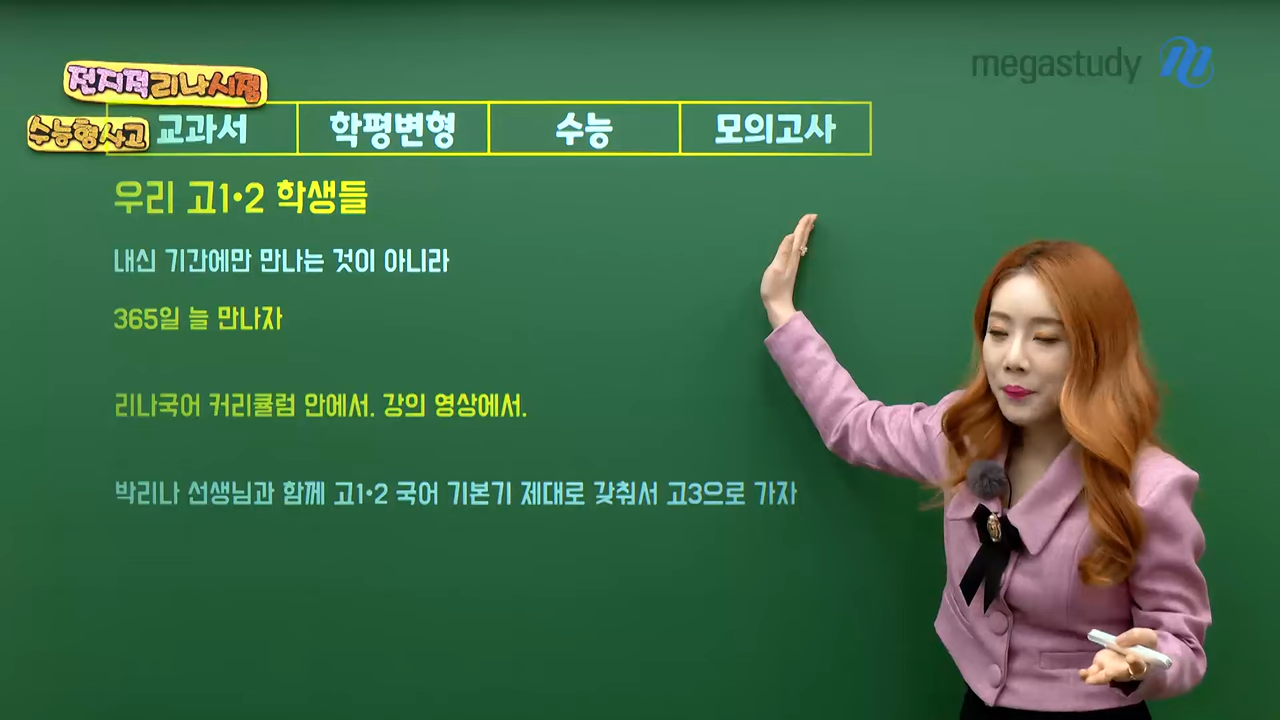 megastudy
전지적리나시점
수능형사고
교과서 학평변형 수능 모의고사
우리 고1•2 학생들
내신 기간에만 만나는 것이 아니라
365일 늘 만나자
리나국어 커리큘럼 안에서. 강의 영상에서.
박리나 선생님과 함께 고1•2 국어 기본기 제대로 갖춰서 고3으로 가자